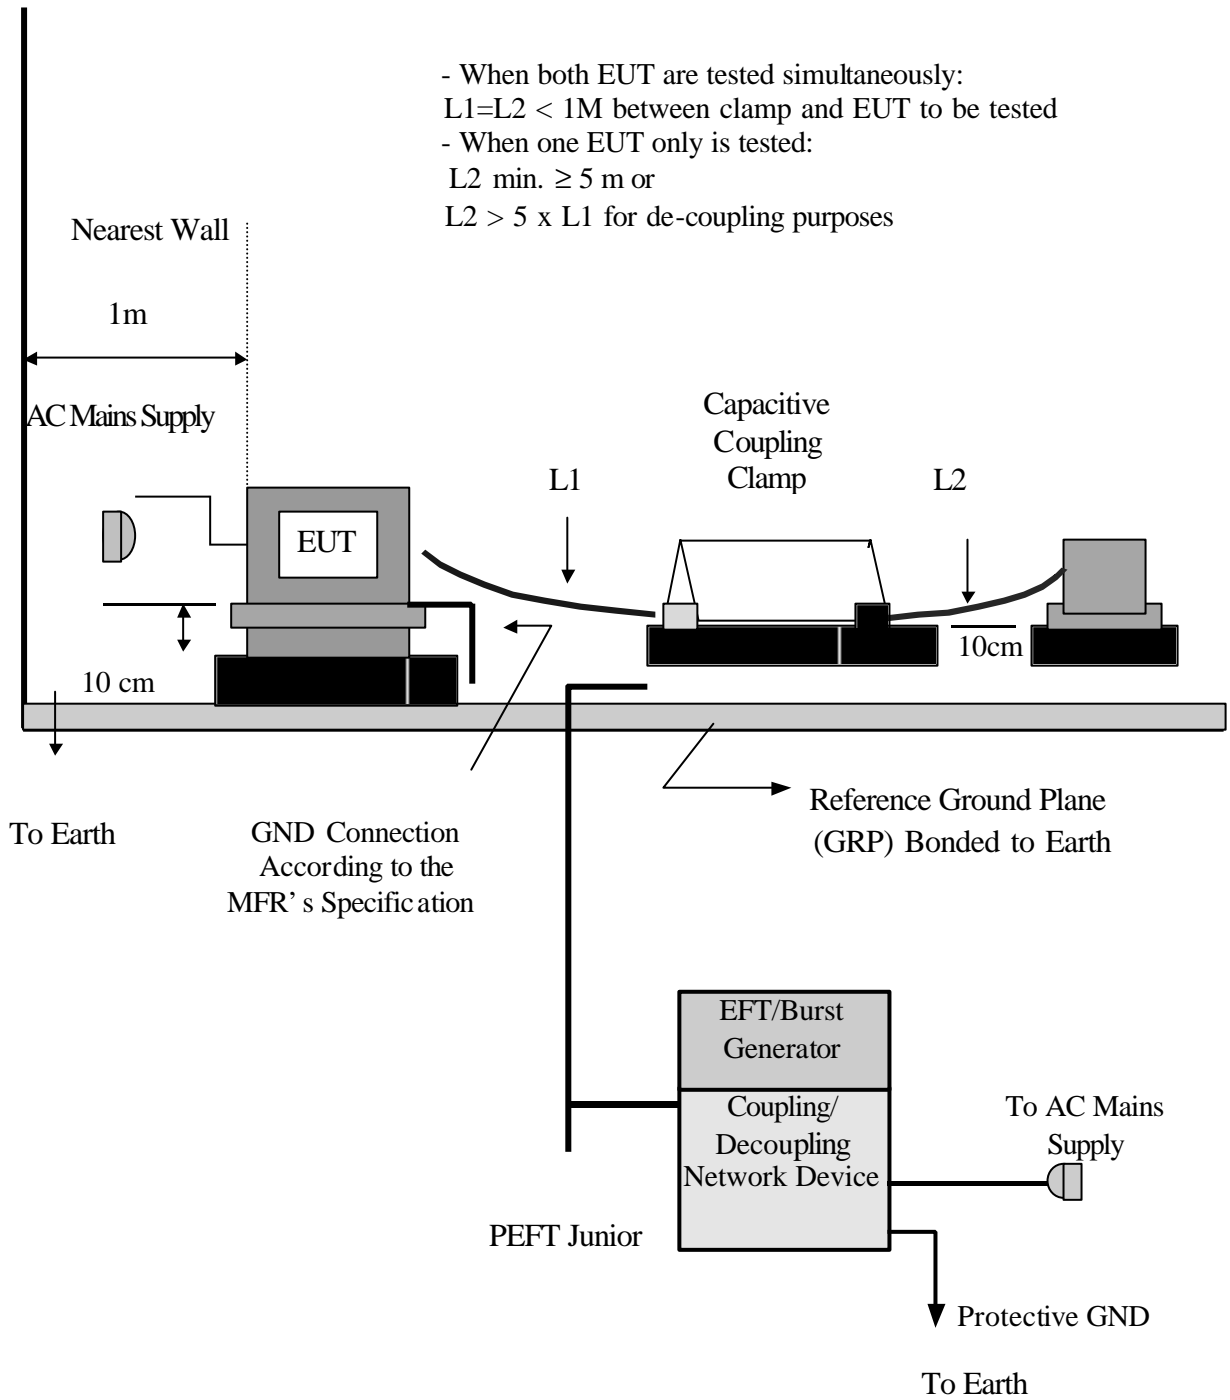 - When both EUT are tested simultaneously:
L1=L2 < 1M between clamp and EUT to be tested
- When one EUT only is tested:
L2 min. ≥ 5 m or
L2 > 5 x L1 for de-coupling purposes
Nearest Wall
1m
AC Mains Supply
Capacitive
Coupling
Clamp
L1
L2
EUT
10cm
10 cm
To Earth
GND Connection
According to the
MFR's Specification
Reference Ground Plane
(GRP) Bonded to Earth
EFT/Burst
Generator
Coupling/
Decoupling
Network Device
To AC Mains
Supply
PEFT Junior
Protective GND
To Earth